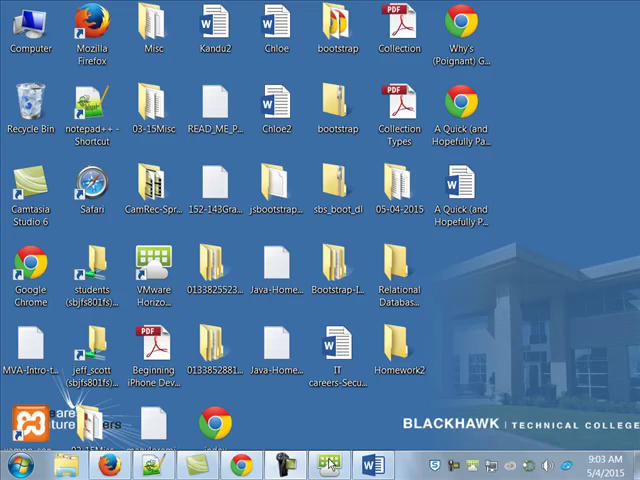 Computer
Mozilla
Firefox
Misc
Kandu2
Chloe
bootstrap
Collection
Why's
(Poignant) G...
Recycle Bin
notepad++ -
Shortcut
03-15Misc
READ_ME_P...
Chloe2
bootstrap
Collection
Types
A Quick (and
Hopefully Pa...
Camtasia
Studio 6
Safari
CamRec-Spr...
152-143Gra...
jsbootstrap...
sbs_boot_dl
05-04-2015
A Quick (and
Hopefully P...
Google
Chrome
students
(sbjfs801fs)...
VMware
Horizo...
0133825523...
Java-Home...
Bootstrap-I...
Relational
Databas...
MVA-Intro-t...
jeff_scott
(sbjfs801fs)...
Beginning
iPhone Dev...
0133852881...
Java-Home...
IT
careers-Secu...
Homework2
BLACKHAWK | TECHNICAL COLLEGE
9:03 AM
5/4/2015